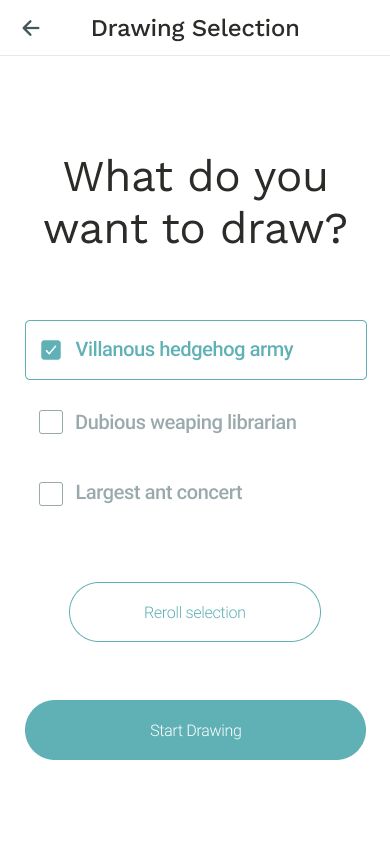 Drawing Selection
What do you
want to draw?
Villanous hedgehog army
Dubious weaping librarian
Largest ant concert
Reroll selection
Start Drawing